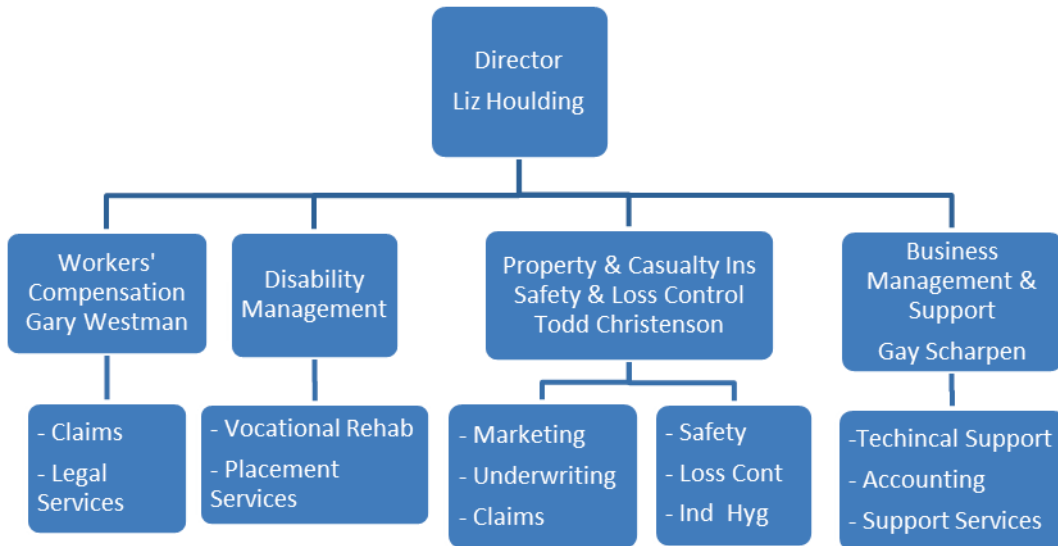 Director
Liz Houlding
Workers'
Compensation
Gary Westman
Disability
Management
Property & Casualty Ins
Safety & Loss Control
Todd Christenson
Business
Management &
Support
Gay Scharpen
- Claims
- Legal
Services
- Vocational Rehab
- Placement
Services
- Marketing
- Underwriting
- Claims
- Safety
- Loss Cont
- Ind  Hyg
-Techincal Support
- Accounting
- Support Services